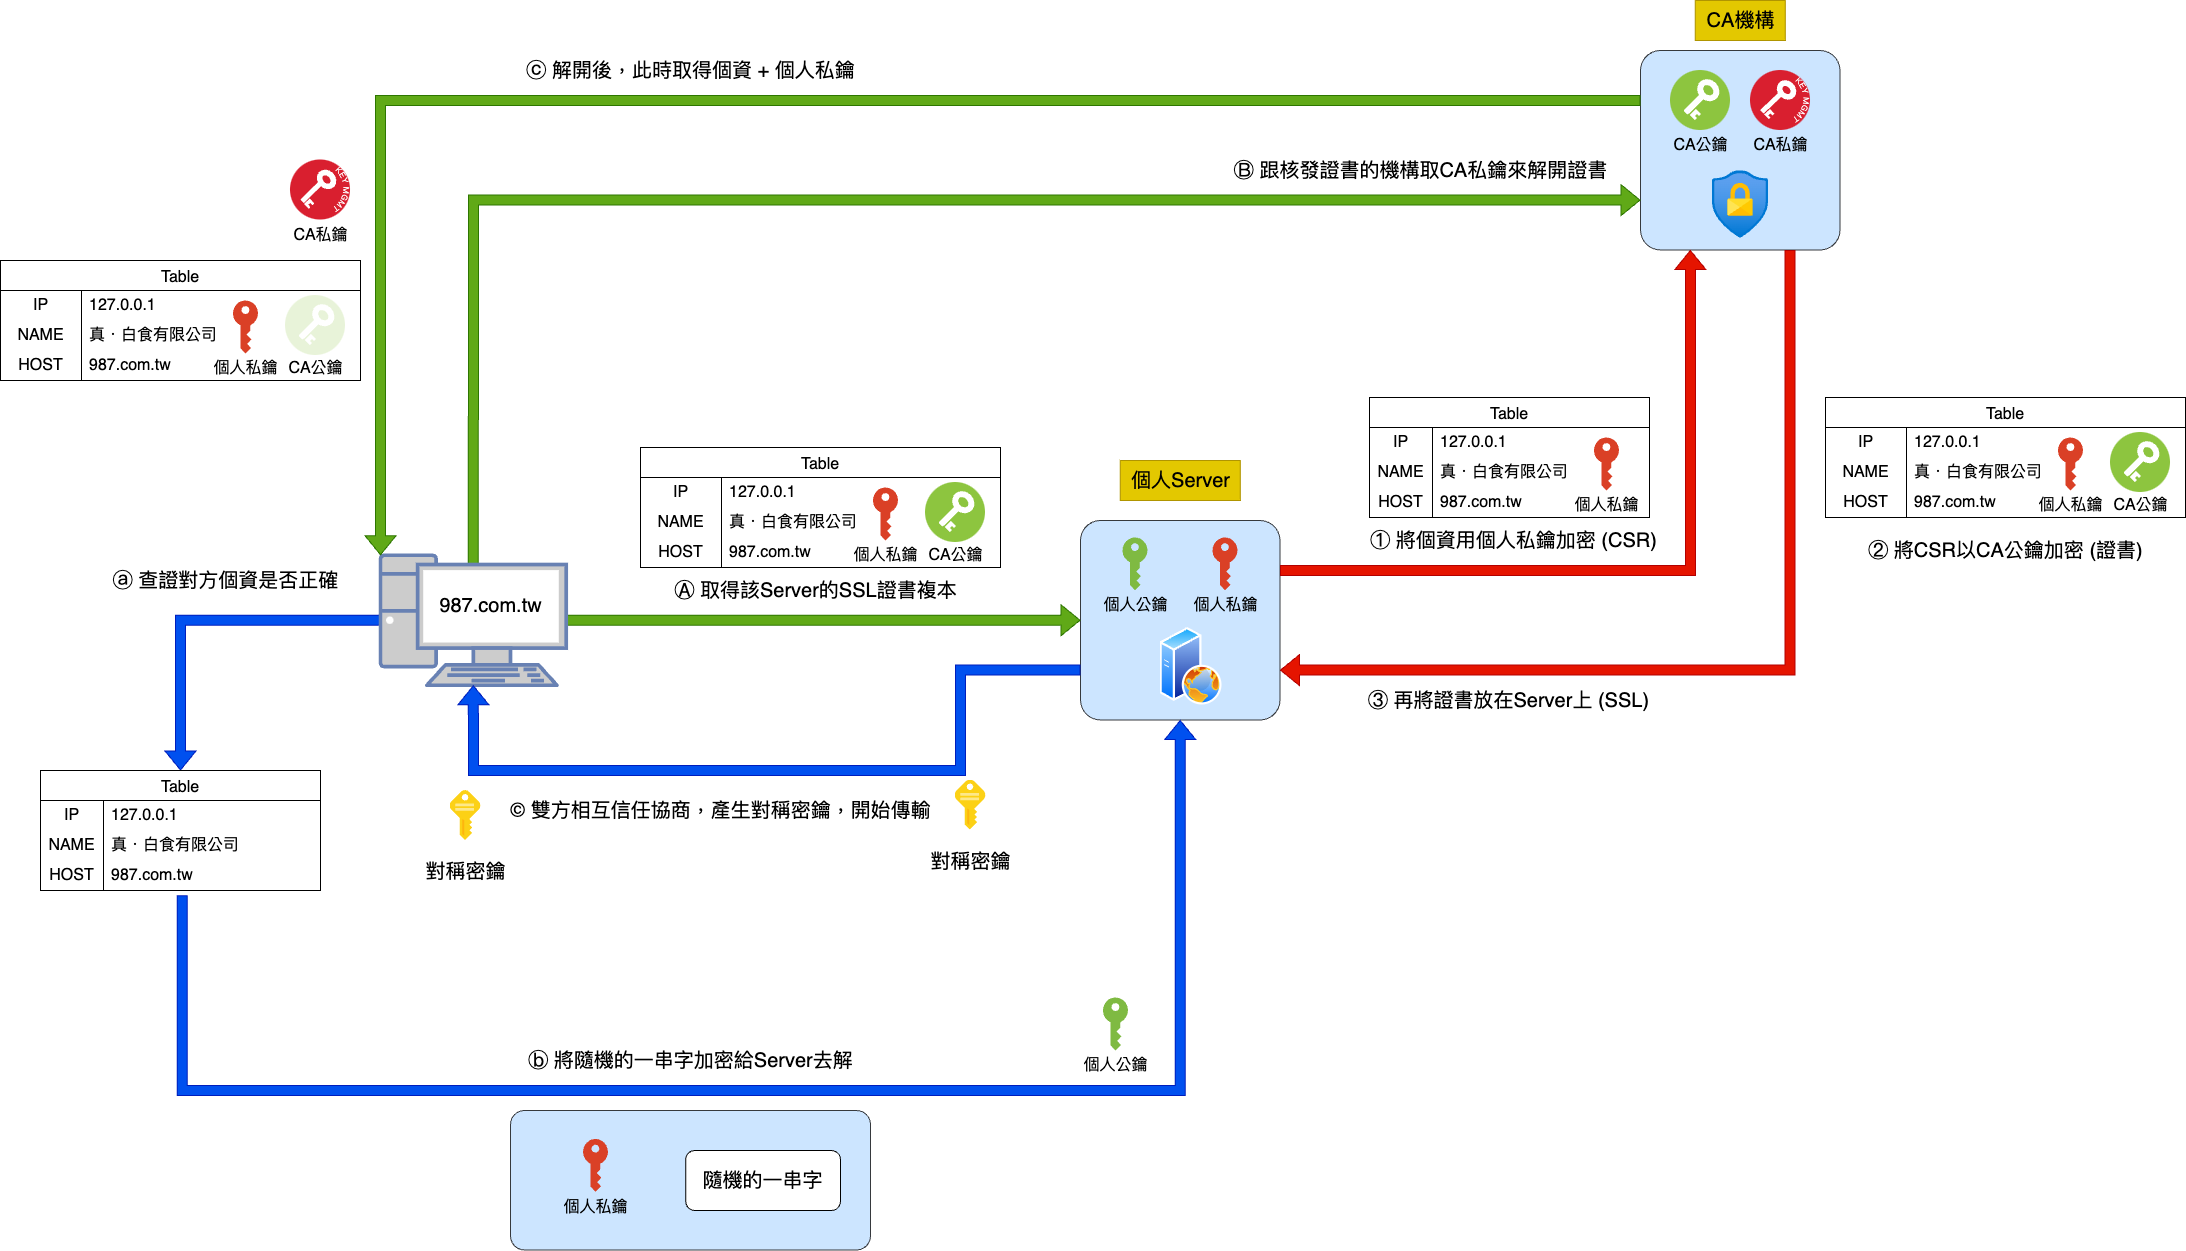 CA機構
ⓒ 解開後，此時取得個資 + 個人私鑰
KEY MGMT
CA公鑰
CA私鑰
Ⓑ 跟核發證書的機構取CA私鑰來解開證書
KEY MGMT
CA私鑰
Table
IP 127.0.0.1
NAME 真．白食有限公司
HOST 987.com.tw
個人私鑰
CA公鑰
Table
IP 127.0.0.1
NAME 真．白食有限公司
HOST 987.com.tw
個人私鑰
CA公鑰
Ⓐ 取得該Server的SSL證書複本
個人Server
個人公鑰
個人私鑰
Table
IP 127.0.0.1
NAME 真．白食有限公司
HOST 987.com.tw
個人私鑰
① 將個資用個人私鑰加密 (CSR)
Table
IP 127.0.0.1
NAME 真．白食有限公司
HOST 987.com.tw
個人私鑰
CA公鑰
② 將CSR以CA公鑰加密 (證書)
ⓐ 查證對方個資是否正確
987.com.tw
③ 再將證書放在Server上 (SSL)
Table
IP 127.0.0.1
NAME 真．白食有限公司
HOST 987.com.tw
© 雙方相互信任協商，產生對稱密鑰，開始傳輸
對稱密鑰
對稱密鑰
ⓑ 將隨機的一串字加密給Server去解
個人公鑰
個人私鑰
隨機的一串字